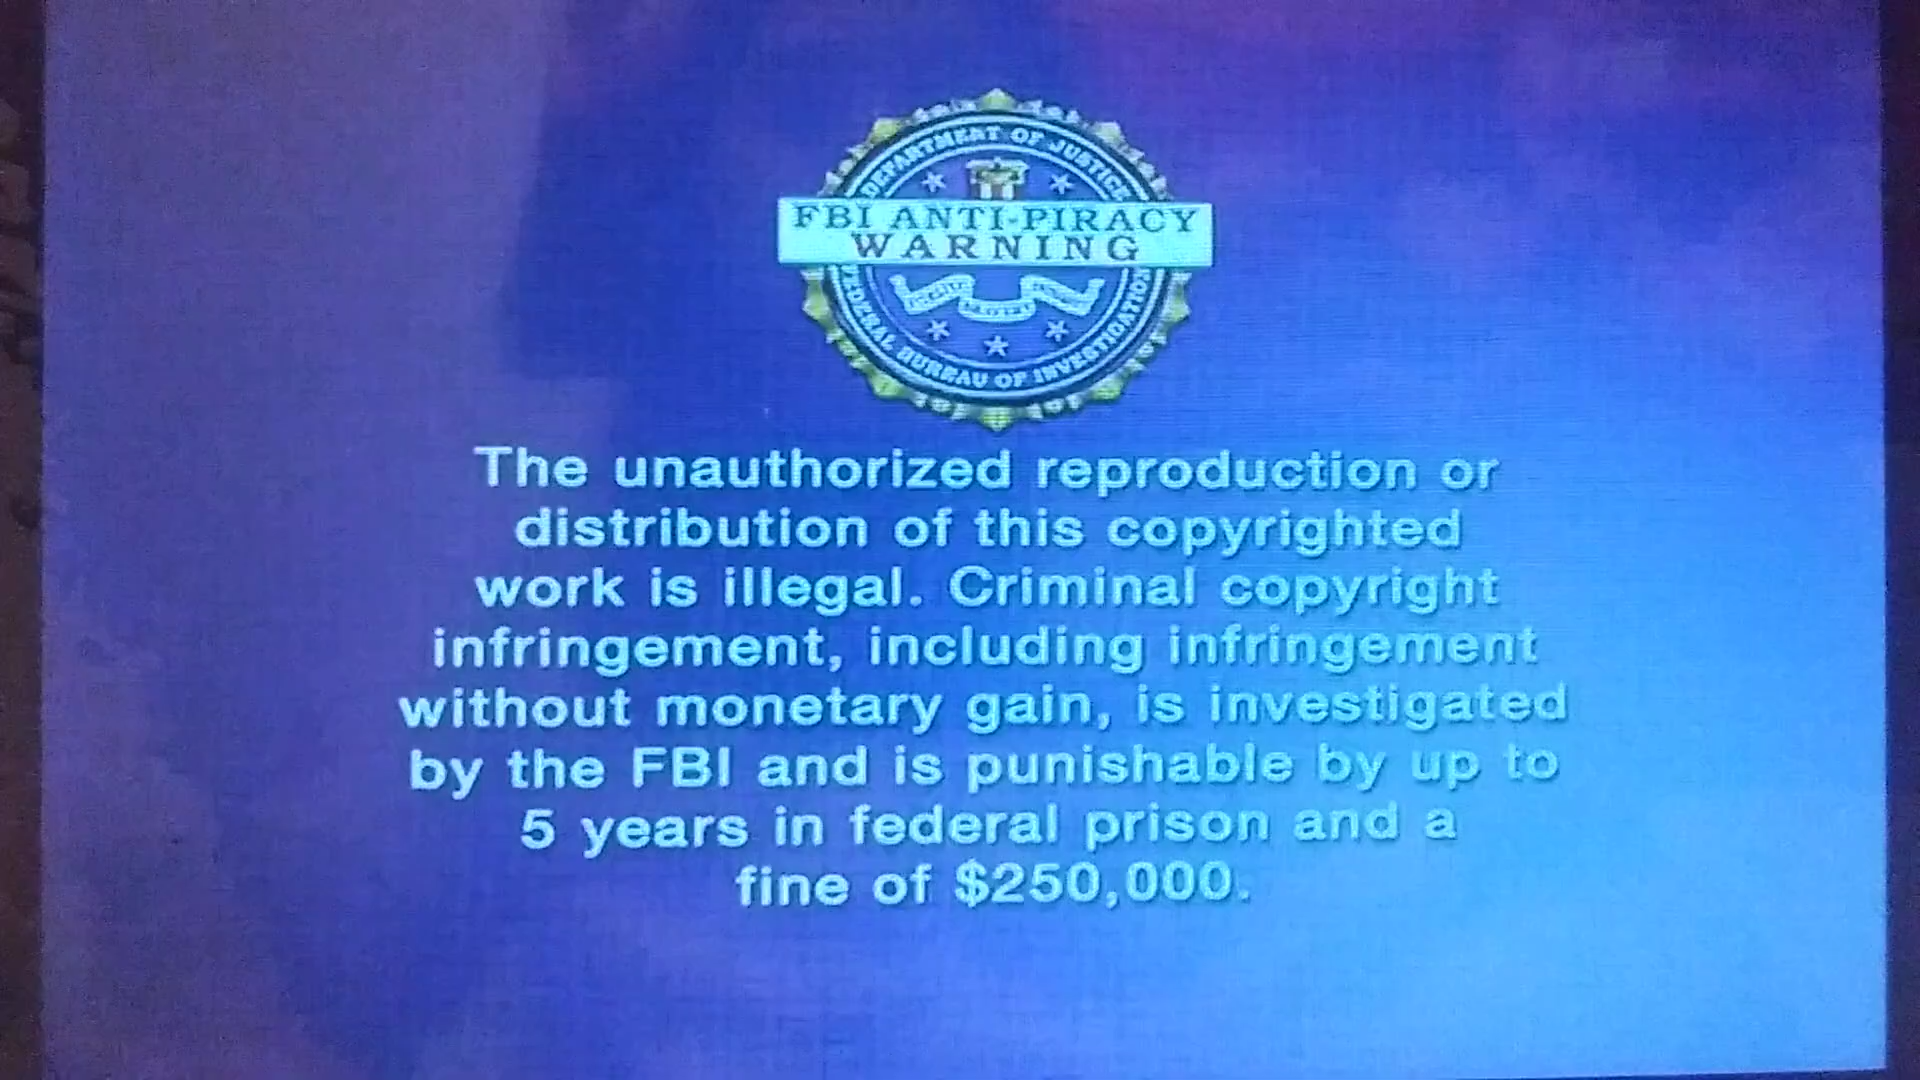 DEPARTMENT OF JUSTICE
FBI ANTI-PIRACY
WARNING
FEDERAL BUREAU OF INVESTIGATION
The unauthorized reproduction or
distribution of this copyrighted
work is illegal. Criminal copyright
infringement, including infringement
without monetary gain, is investigated
by the FBI and is punishable by up to
5 years in federal prison and a
fine of $250,000.